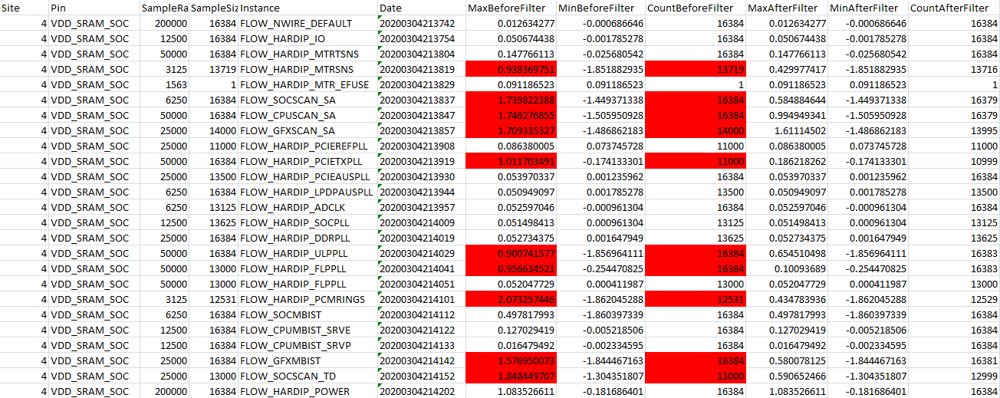 Site Pin SampleRa SampleSiz Instance Date MaxBeforeFilter MinBeforeFilter CountBeforeFilter MaxAfterFilter MinAfterFilter CountAfterFilter
4 VDD_SRAM_SOC 200000 16384 FLOW_NWIRE_DEFAULT 20200304213742 0.012634277 -0.000686646 16384 0.012634277 -0.000686646 16384
4 VDD_SRAM_SOC 12500 16384 FLOW_HARDIP_IO 20200304213754 0.050674438 -0.001785278 16384 0.050674438 -0.001785278 16384
4 VDD_SRAM_SOC 50000 16384 FLOW_HARDIP_MTRTSNS 20200304213804 0.147766113 -0.025680542 16384 0.147766113 -0.025680542 16384
4 VDD_SRAM_SOC 3125 13719 FLOW_HARDIP_MTRSNS 20200304213819 0.938369751 -1.851882935 13719 0.429977417 -1.851882935 13716
4 VDD_SRAM_SOC 1563 1 FLOW_HARDIP_MTR_EFUSE 20200304213829 0.091186523 0.091186523 1 0.091186523 0.091186523 1
4 VDD_SRAM_SOC 6250 16384 FLOW_SOCSCAN_SA 20200304213837 1.739822388 -1.449371338 16384 0.584884644 -1.449371338 16379
4 VDD_SRAM_SOC 50000 16384 FLOW_CPUSCAN_SA 20200304213847 1.746276855 -1.505950928 16384 0.994949341 -1.505950928 16379
4 VDD_SRAM_SOC 25000 14000 FLOW_GFXSCAN_SA 20200304213857 1.709335327 -1.486862183 14000 1.61114502 -1.486862183 13995
4 VDD_SRAM_SOC 25000 11000 FLOW_HARDIP_PCIEREFPLL 20200304213908 0.086380005 0.073745728 11000 0.086380005 0.073745728 11000
4 VDD_SRAM_SOC 50000 16384 FLOW_HARDIP_PCIETXPLL 20200304213919 1.011703491 -0.174133301 11000 0.186218262 -0.174133301 10999
4 VDD_SRAM_SOC 25000 13500 FLOW_HARDIP_PCIEAUSPLL 20200304213930 0.053970337 0.001235962 16384 0.053970337 0.001235962 16384
4 VDD_SRAM_SOC 6250 16384 FLOW_HARDIP_LPDPAUSPLL 20200304213944 0.050949097 0.001785278 13500 0.050949097 0.001785278 13500
4 VDD_SRAM_SOC 6250 13125 FLOW_HARDIP_ADCLK 20200304213957 0.052597046 -0.000961304 16384 0.052597046 -0.000961304 16384
4 VDD_SRAM_SOC 12500 13625 FLOW_HARDIP_SOCPLL 20200304214009 0.051498413 0.000961304 13125 0.051498413 0.000961304 13125
4 VDD_SRAM_SOC 25000 16384 FLOW_HARDIP_DDRPLL 20200304214019 0.052734375 0.001647949 13625 0.052734375 0.001647949 13625
4 VDD_SRAM_SOC 50000 16384 FLOW_HARDIP_ULPPLL 20200304214029 0.900741577 -1.856964111 16384 0.654510498 -1.856964111 16383
4 VDD_SRAM_SOC 50000 13000 FLOW_HARDIP_FLPPLL 20200304214041 0.956634521 -0.254470825 16384 0.10093689 -0.254470825 16383
4 VDD_SRAM_SOC 50000 13000 FLOW_HARDIP_FLPPLL 20200304214051 0.052047729 0.000411987 13000 0.052047729 0.000411987 13000
4 VDD_SRAM_SOC 3125 12531 FLOW_HARDIP_PCMRINGS 20200304214101 2.073257446 -1.862045288 12531 0.434783936 -1.862045288 12529
4 VDD_SRAM_SOC 6250 16384 FLOW_SOCMBIST 20200304214112 0.497817993 -1.860397339 16384 0.497817993 -1.860397339 16384
4 VDD_SRAM_SOC 12500 16384 FLOW_CPUMBIST_SRVE 20200304214122 0.127029419 -0.005218506 16384 0.127029419 -0.005218506 16384
4 VDD_SRAM_SOC 12500 16384 FLOW_CPUMBIST_SRVP 20200304214133 0.016479492 -0.002334595 16384 0.016479492 -0.002334595 16384
4 VDD_SRAM_SOC 25000 16384 FLOW_GFXMBIST 20200304214142 1.576950073 -1.844467163 16384 0.580078125 -1.844467163 16381
4 VDD_SRAM_SOC 25000 13000 FLOW_SOCSCAN_TD 20200304214152 1.848449707 -1.304351807 13000 0.590652466 -1.304351807 12999
4 VDD_SRAM_SOC 200000 16384 FLOW_HARDIP_POWER 20200304214202 1.083526611 -0.181686401 16384 1.083526611 -0.181686401 16384